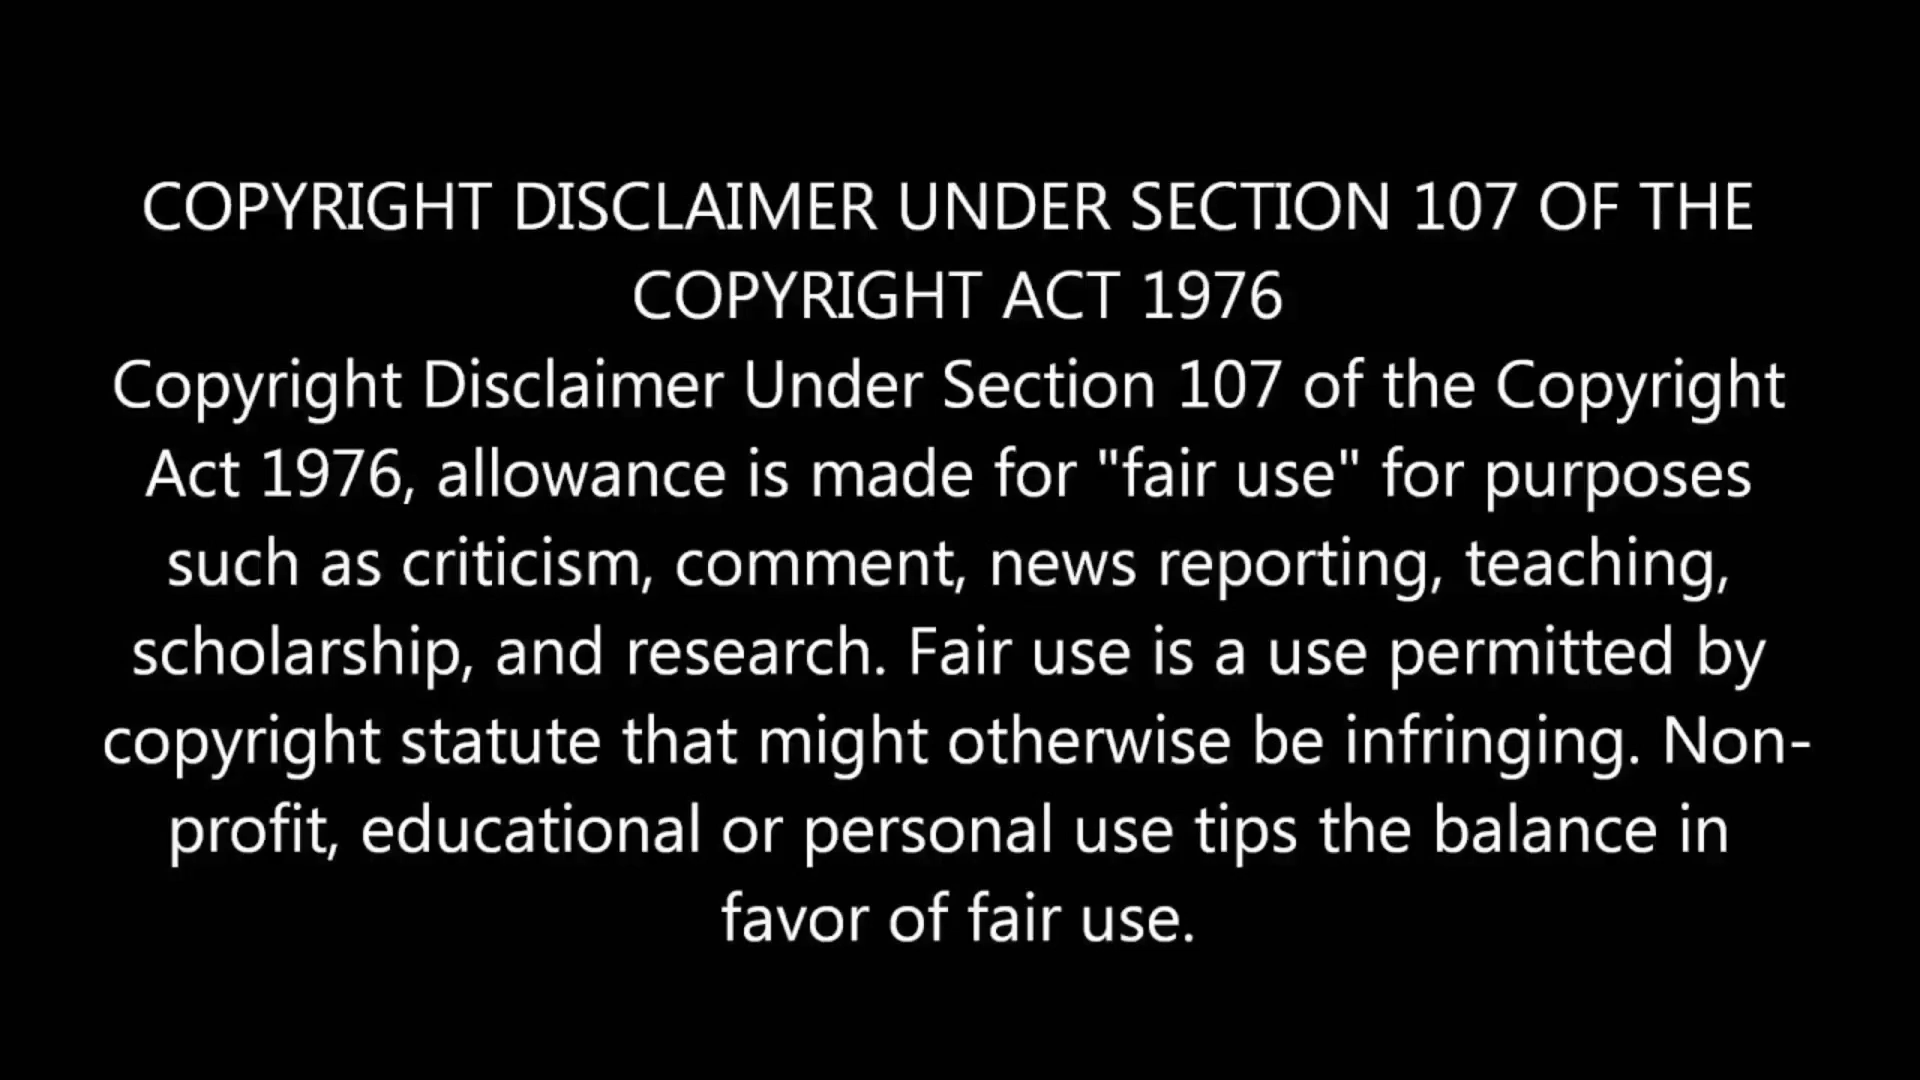 COPYRIGHT DISCLAIMER UNDER SECTION 107 OF THE
COPYRIGHT ACT 1976
Copyright Disclaimer Under Section 107 of the Copyright
Act 1976, allowance is made for "fair use" for purposes
such as criticism, comment, news reporting, teaching,
scholarship, and research. Fair use is a use permitted by
copyright statute that might otherwise be infringing. Non-
profit, educational or personal use tips the balance in
favor of fair use.